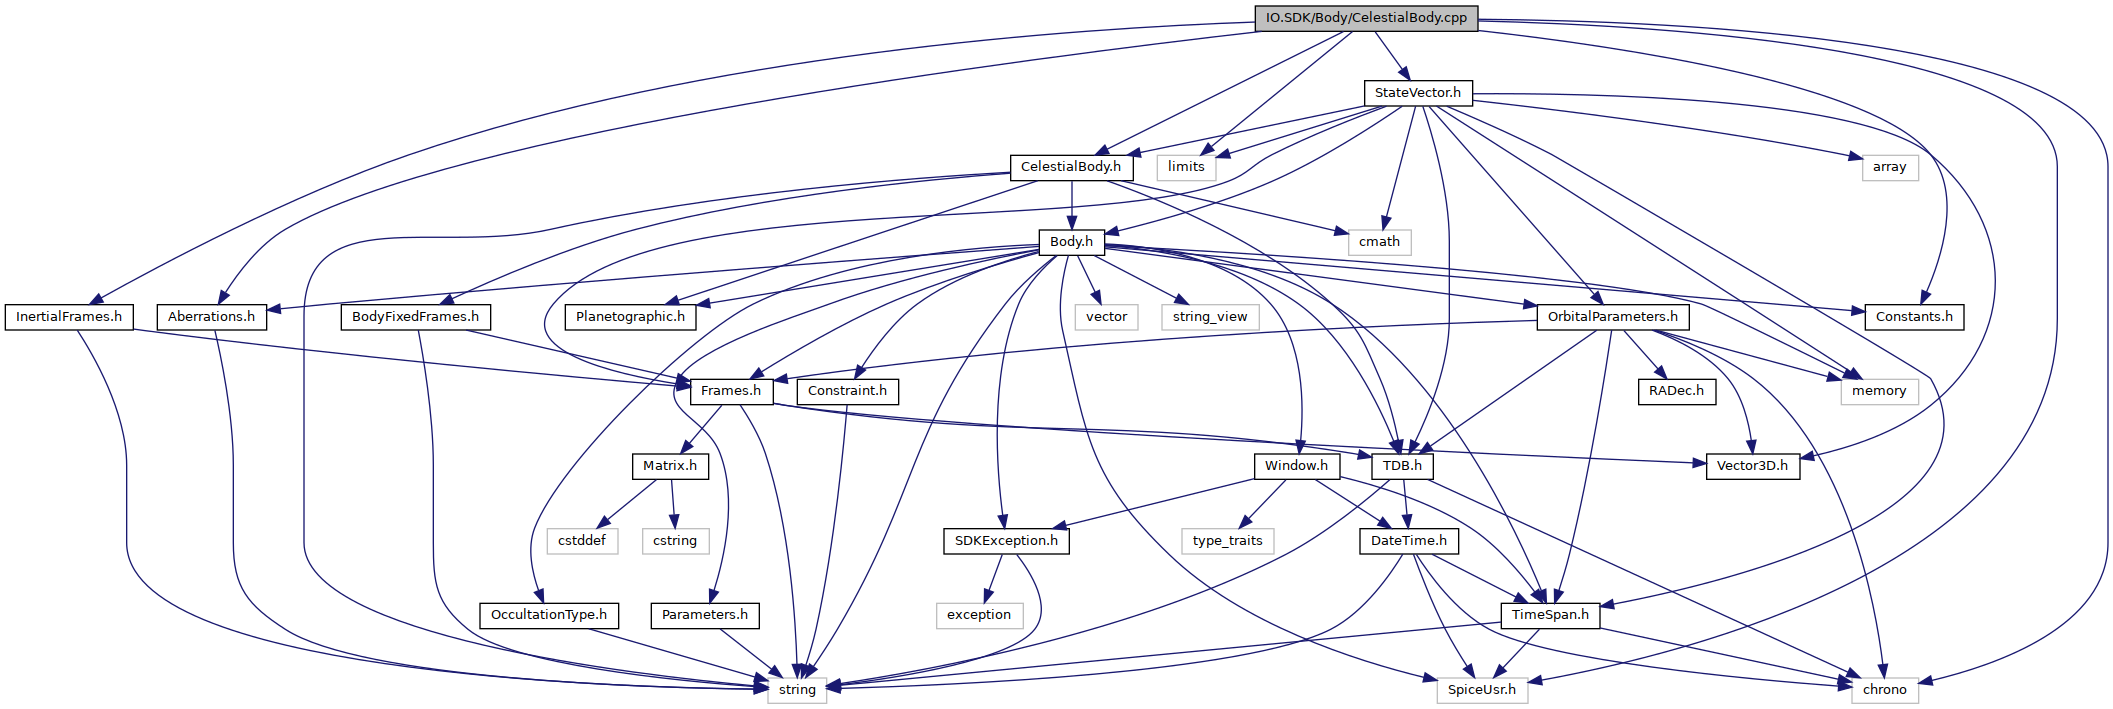 IO.SDK/Body/CelestialBody.cpp
StateVector.h
CelestialBody.h
limits
array
Body.h
cmath
InertialFrames.h
Aberrations.h
BodyFixedFrames.h
Planetographic.h
vector
string_view
OrbitalParameters.h
Constants.h
Frames.h
Constraint.h
RADec.h
memory
Matrix.h
Window.h
TDB.h
Vector3D.h
cstddef
cstring
SDKException.h
type_traits
DateTime.h
OccultationType.h
Parameters.h
exception
TimeSpan.h
string
SpiceUsr.h
chrono